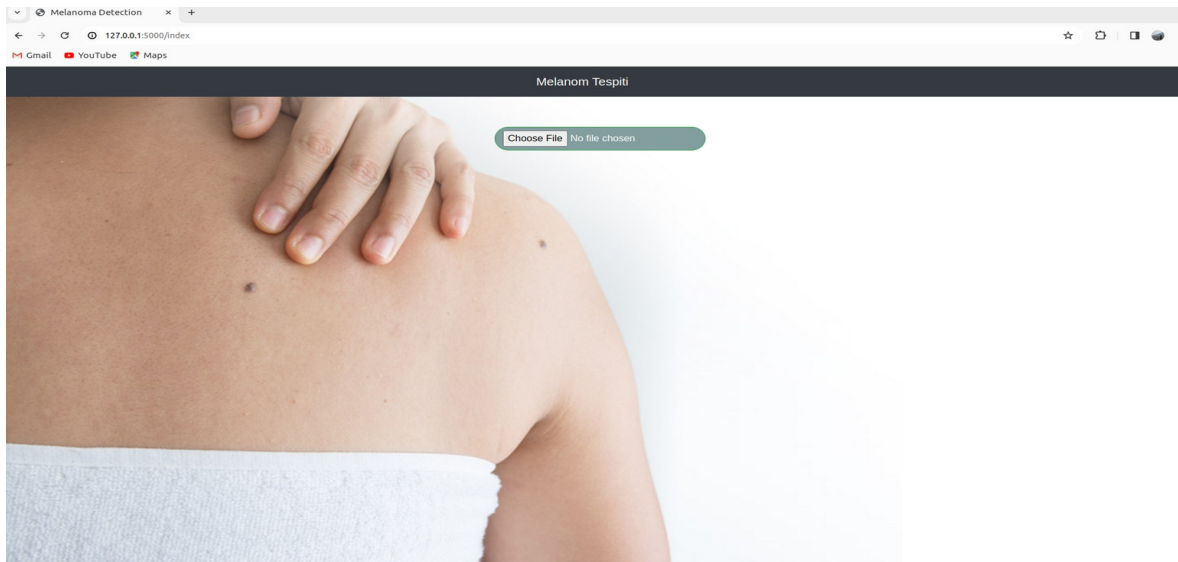 Melanoma Detection
127.0.0.1:5000/index
Gmail YouTube Maps
Melanom Tespiti
Choose File No file chosen